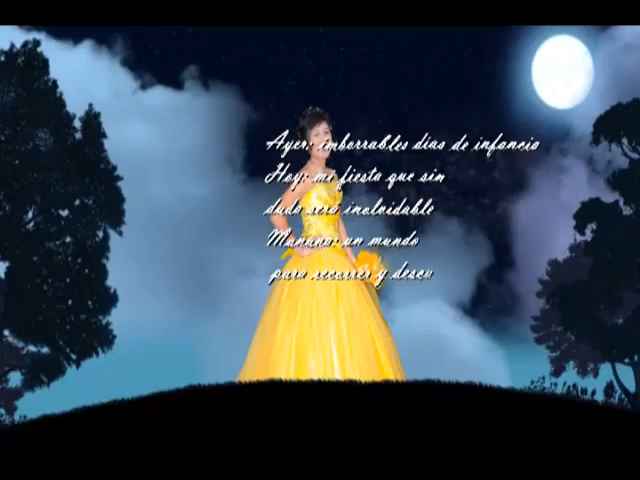 Ayer: imborrables días de infancia
Hoy: mi fiesta que sin
duda será inolvidable
Mañana: un mundo
para recorrer y descu